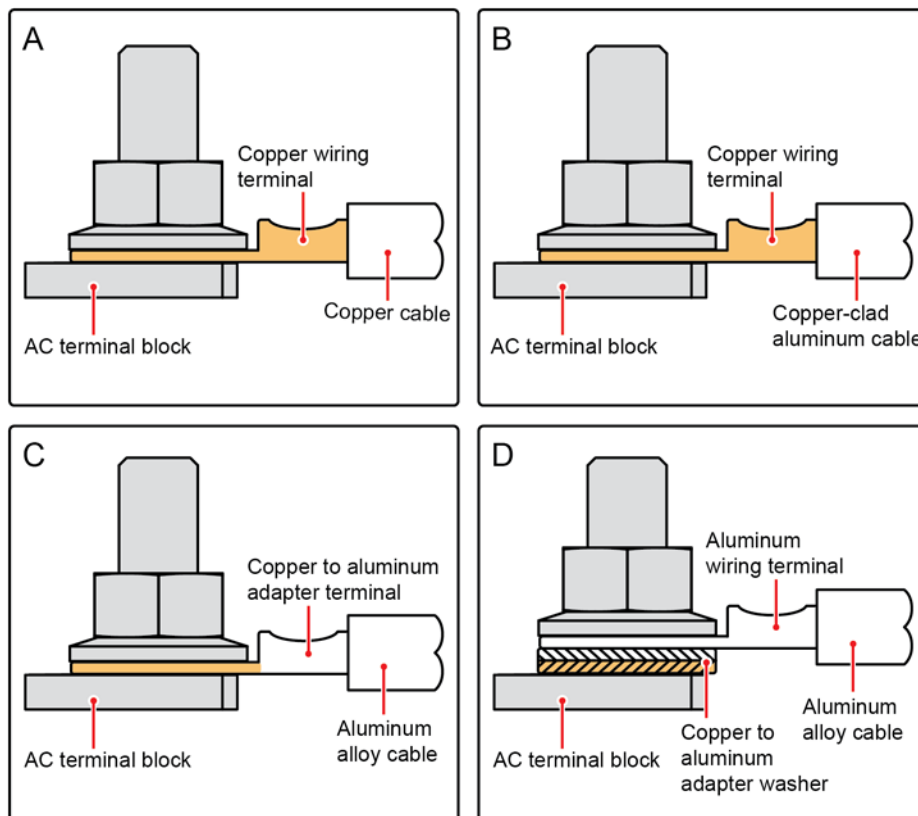 A
Copper wiring
terminal
Copper cable
AC terminal block
B
Copper wiring
terminal
Copper-clad
aluminum cable
AC terminal block
C
Copper to aluminum
adapter terminal
Aluminum
alloy cable
AC terminal block
D
Aluminum
wiring terminal
Aluminum
alloy cable
Copper to
aluminum
adapter washer
AC terminal block